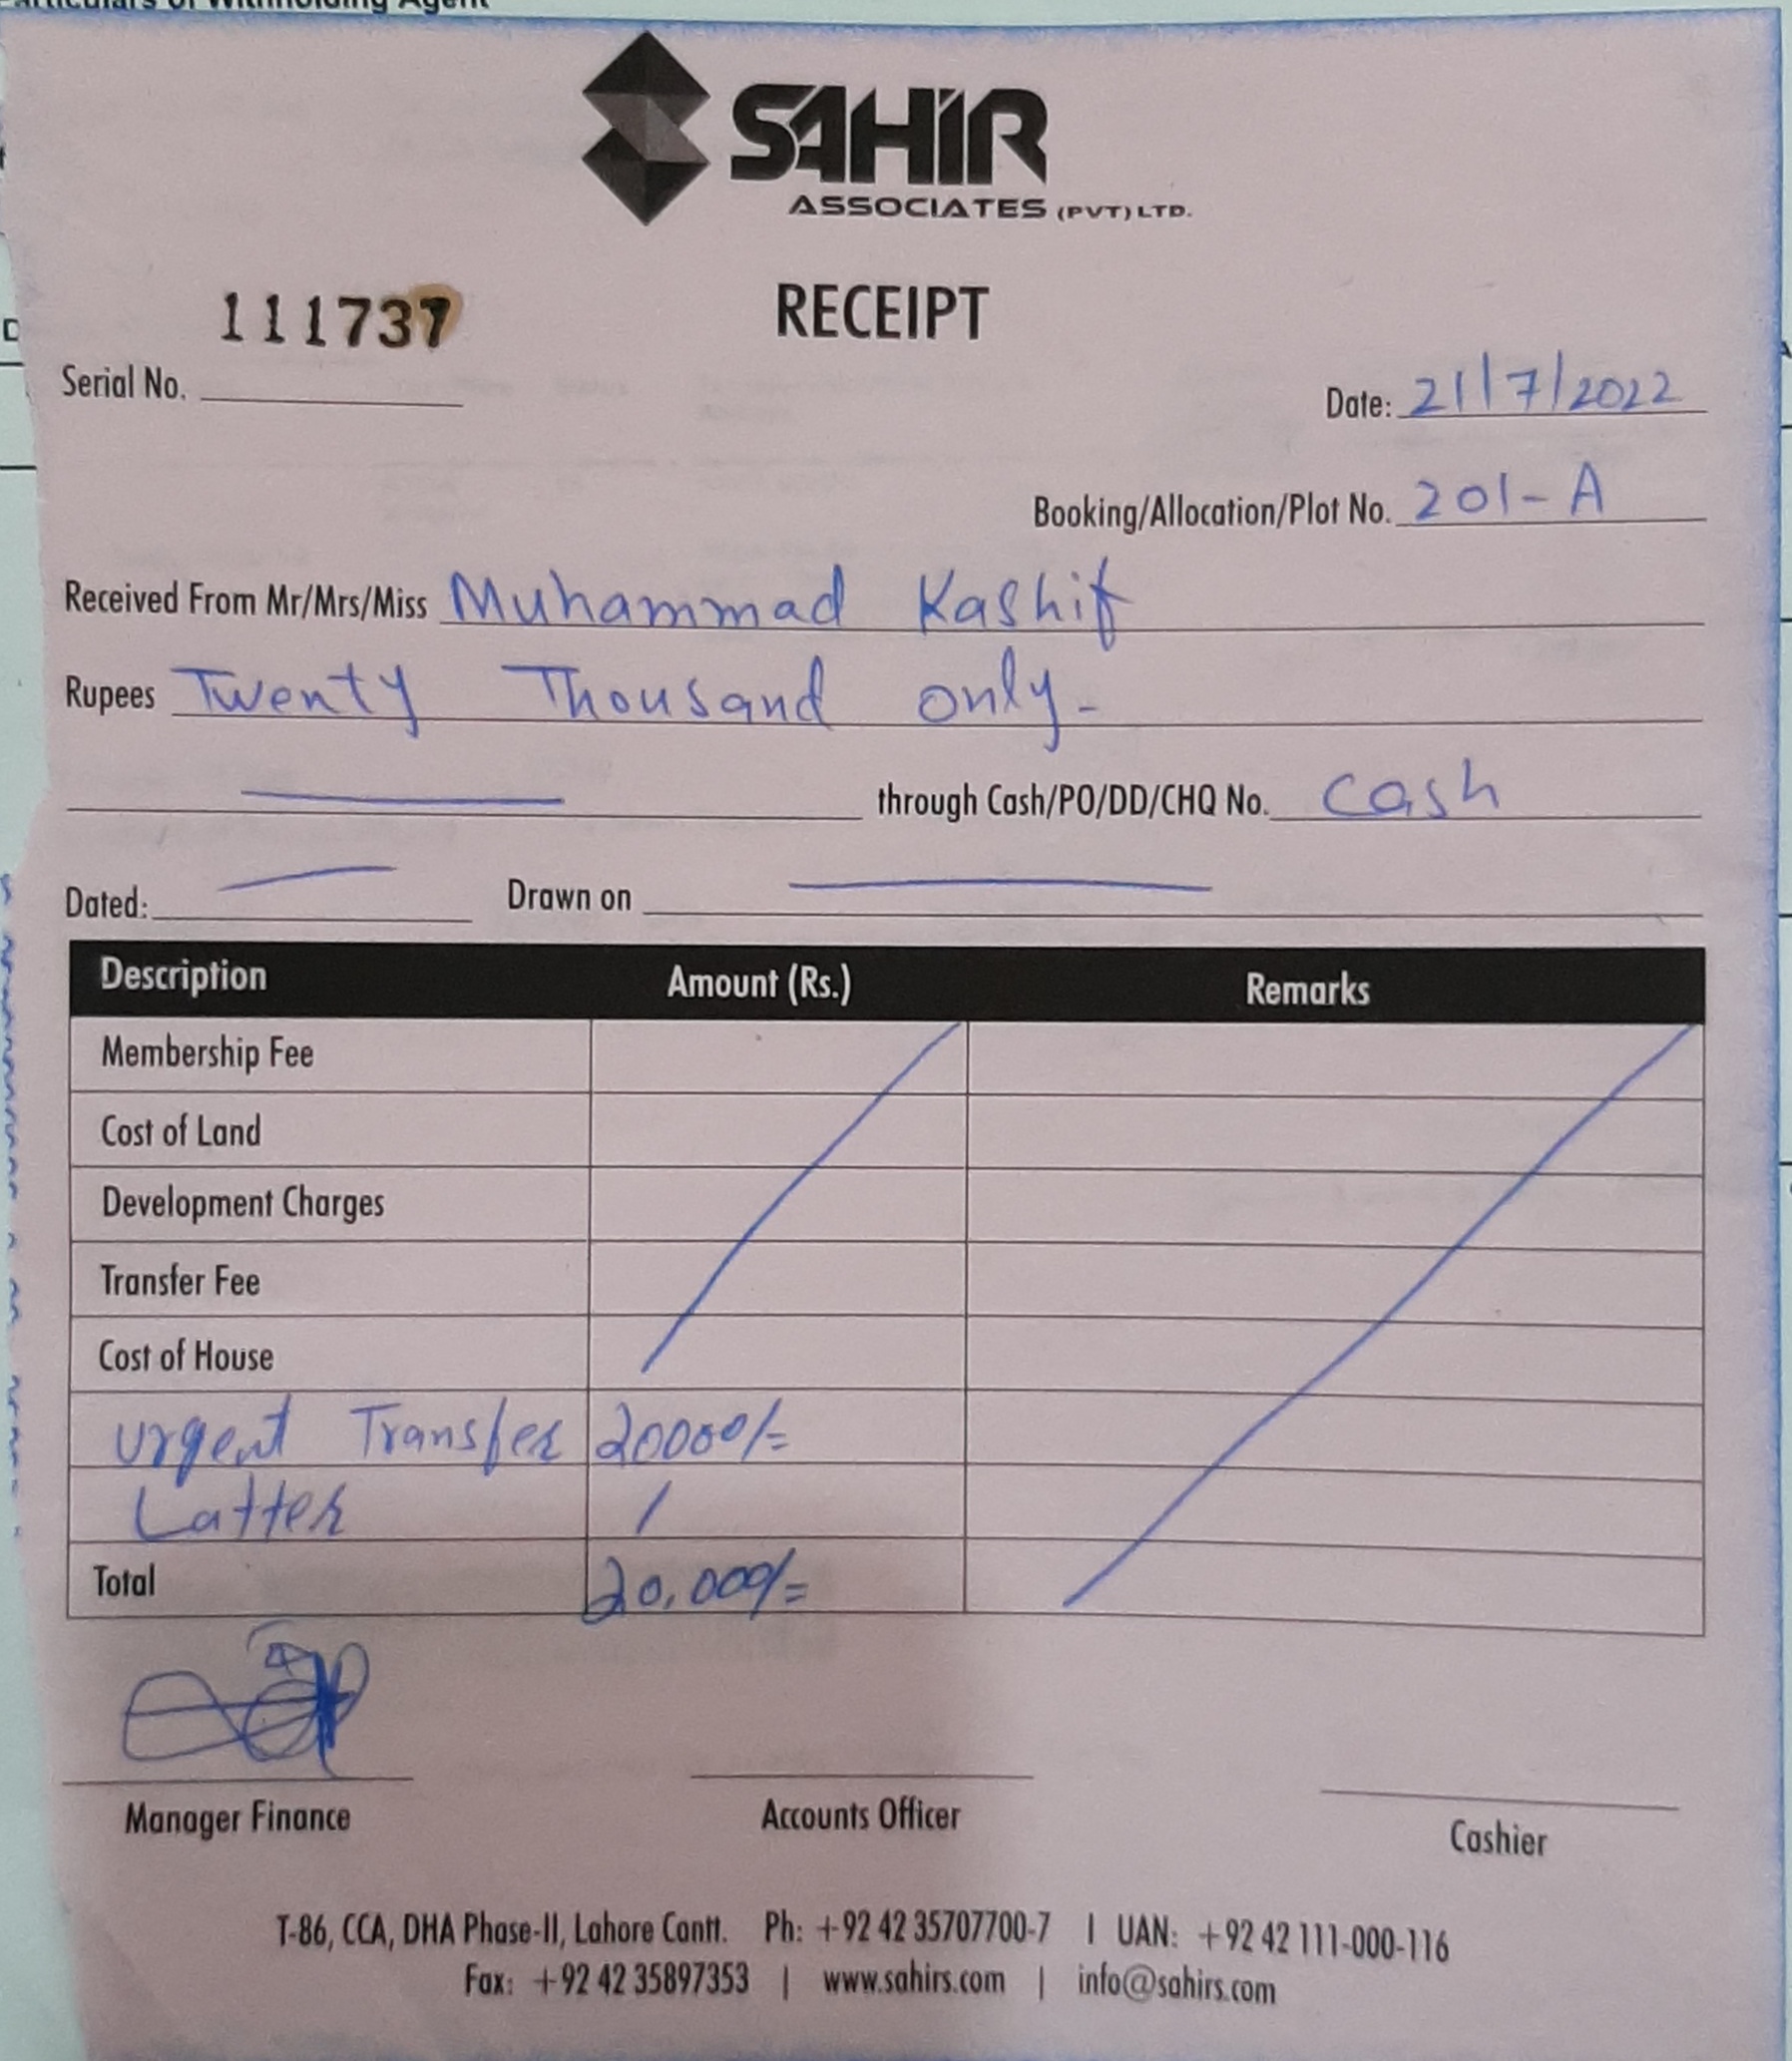 Particulars of Withholding Agent
SAHIR
ASSOCIATES (PVT) LTD.
111737
RECEIPT
Serial No.
Date: 21/7/2022
Booking/Allocation/Plot No. 201-A
Received From Mr/Mrs/Miss Muhammad Kashif
Rupees Twenty Thousand only-
through Cash/PO/DD/CHQ No. Cash
Dated: Drawn on
Description Amount (Rs.) Remarks
Membership Fee
Cost of Land
Development Charges
Transfer Fee
Cost of House
Urgent Transfer 20000/=
Latter /
Total 20,000/=
Manager Finance
Accounts Officer
Cashier
T-86, CCA, DHA Phase-II, Lahore Cantt. Ph: +92 42 35707700-7 | UAN: +92 42 111-000-116
Fax: +92 42 35897353 | www.sahirs.com | info@sahirs.com